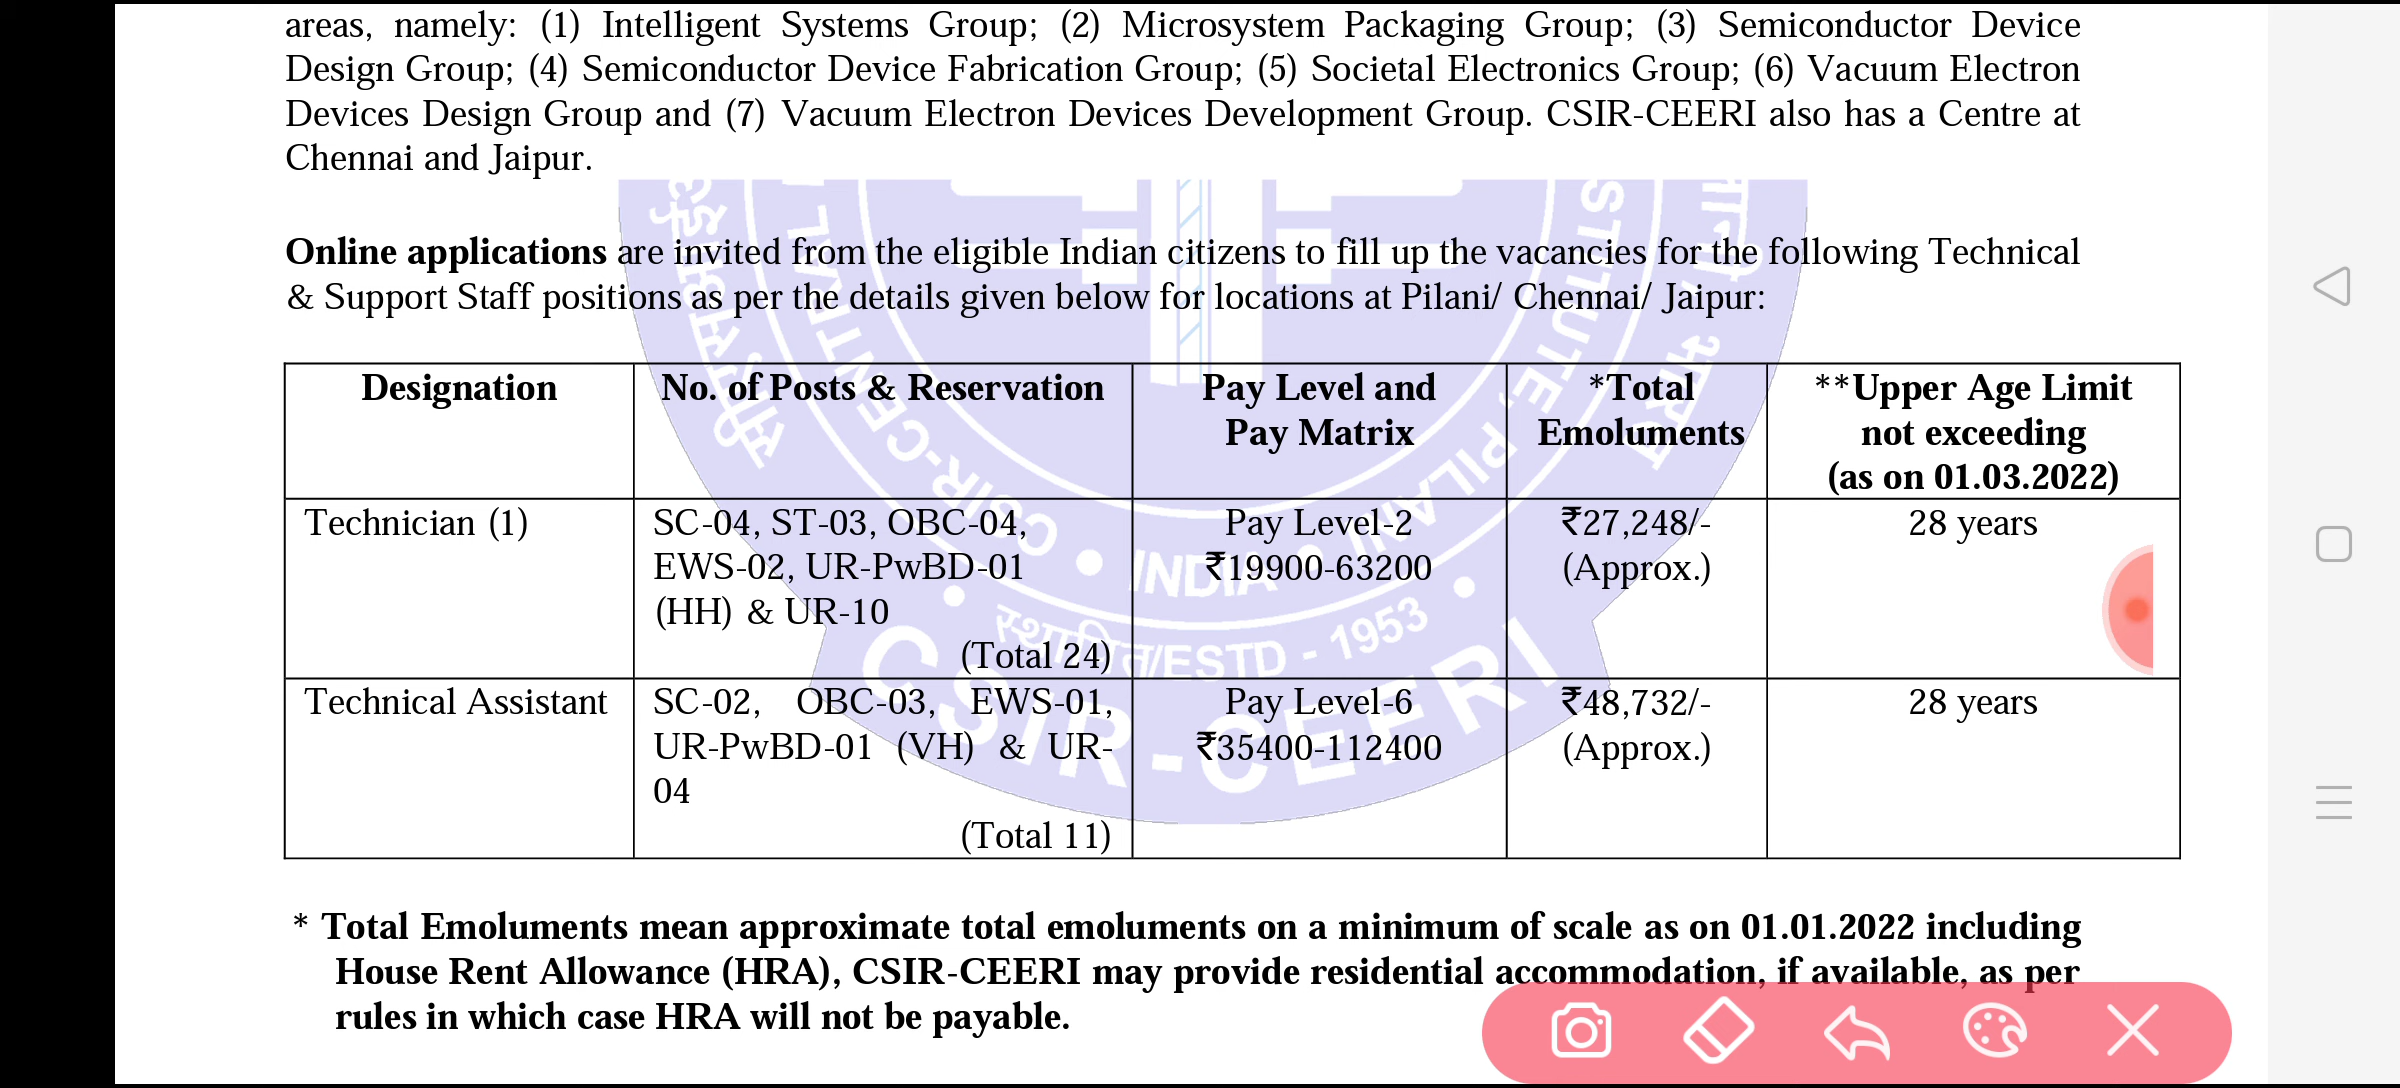 areas, namely: (1) Intelligent Systems Group; (2) Microsystem Packaging Group; (3) Semiconductor Device
Design Group; (4) Semiconductor Device Fabrication Group; (5) Societal Electronics Group; (6) Vacuum Electron
Devices Design Group and (7) Vacuum Electron Devices Development Group. CSIR-CEERI also has a Centre at
Chennai and Jaipur.
Online applications are invited from the eligible Indian citizens to fill up the vacancies for the following Technical
& Support Staff positions as per the details given below for locations at Pilani/ Chennai/ Jaipur:
Designation
No. of Posts & Reservation
Pay Level and
Pay Matrix
*Total
Emoluments
**Upper Age Limit
not exceeding
(as on 01.03.2022)
Technician (1)
SC-04, ST-03, OBC-04,
EWS-02, UR-PwBD-01
(HH) & UR-10
(Total 24)
Pay Level-2
₹19900-63200
₹27,248/-
(Approx.)
28 years
Technical Assistant
SC-02, OBC-03, EWS-01,
UR-PwBD-01 (VH) & UR-
04
(Total 11)
Pay Level-6
₹35400-112400
₹48,732/-
(Approx.)
28 years
* Total Emoluments mean approximate total emoluments on a minimum of scale as on 01.01.2022 including
House Rent Allowance (HRA), CSIR-CEERI may provide residential accommodation, if available, as per
rules in which case HRA will not be payable.
INDIA
स्थापित/ESTD - 1953
CSIR-CEERI